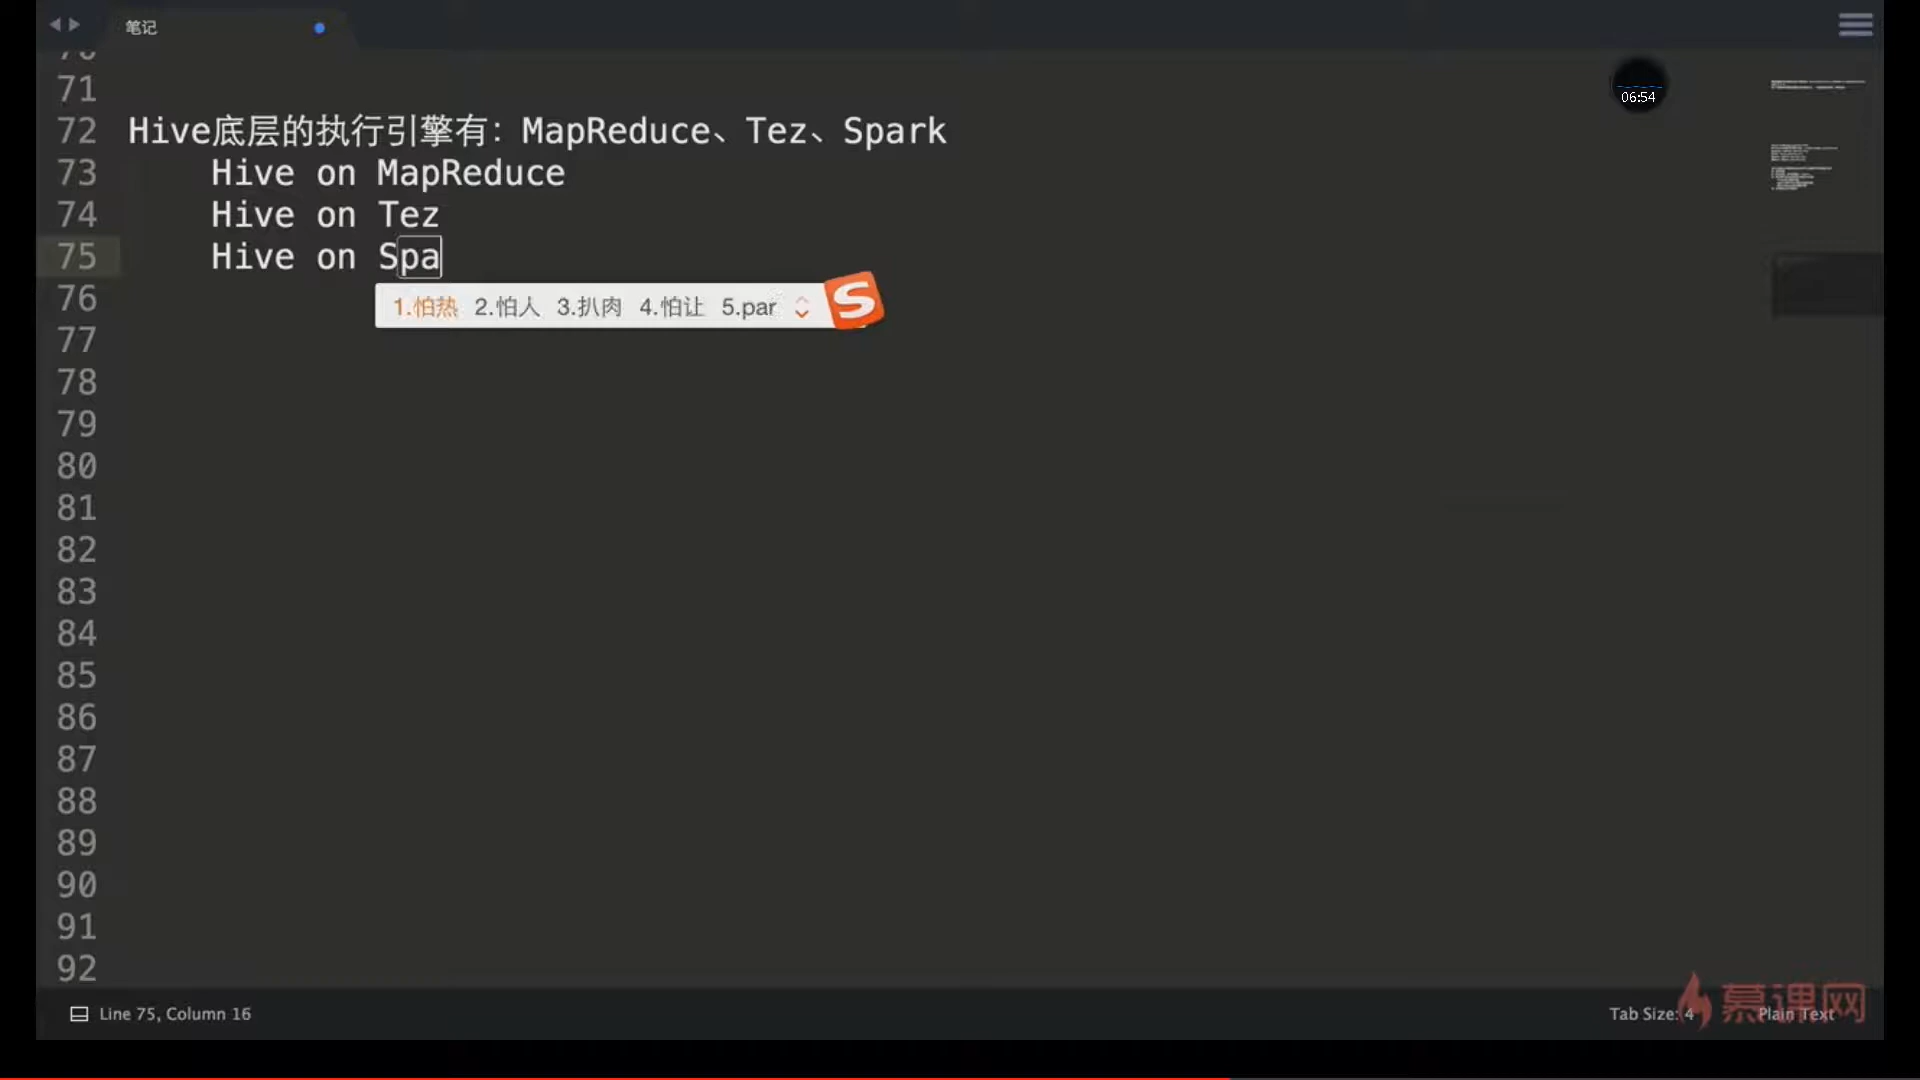 笔记
06:54
71
72 Hive底层的执行引擎有：MapReduce、Tez、Spark
73 Hive on MapReduce
74 Hive on Tez
75 Hive on Spa
1.怕热 2.怕人 3.扒肉 4.怕让 5.par
76
77
78
79
80
81
82
83
84
85
86
87
88
89
90
91
92
Line 75, Column 16
Tab Size: 4
Plain Text
慕课网